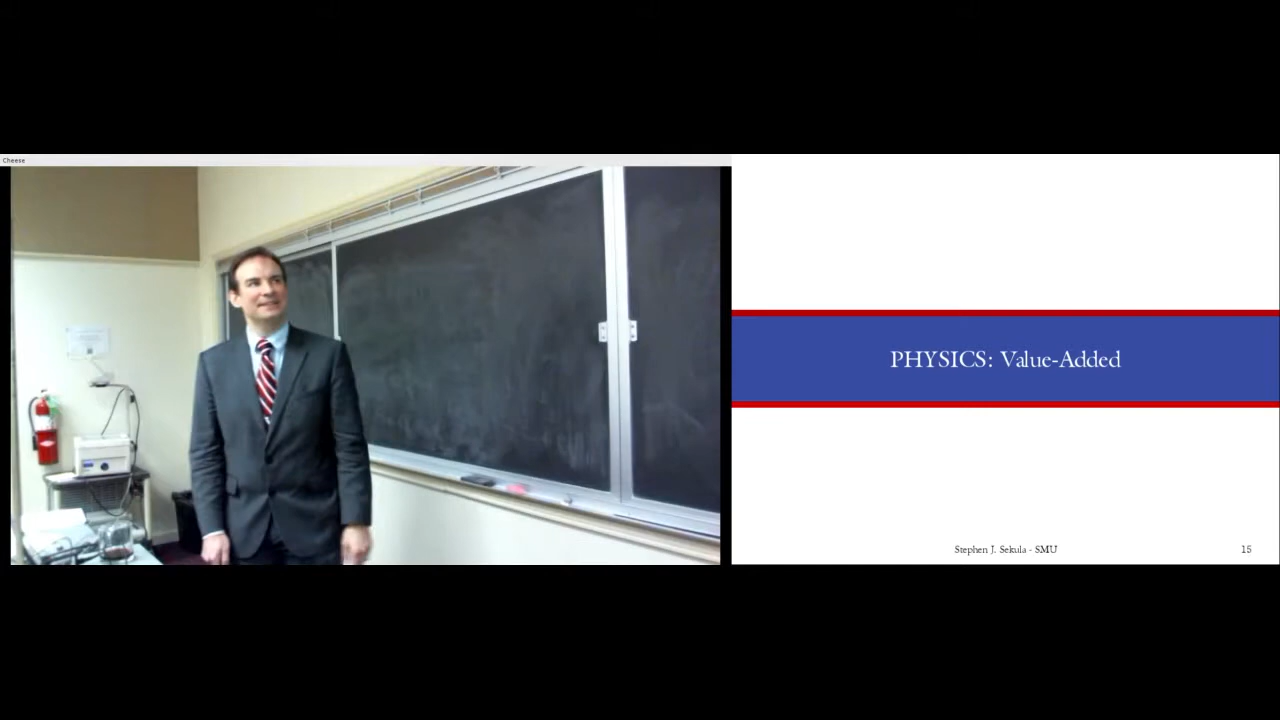 Cheese
PHYSICS: Value-Added
Stephen J. Sekula - SMU
15